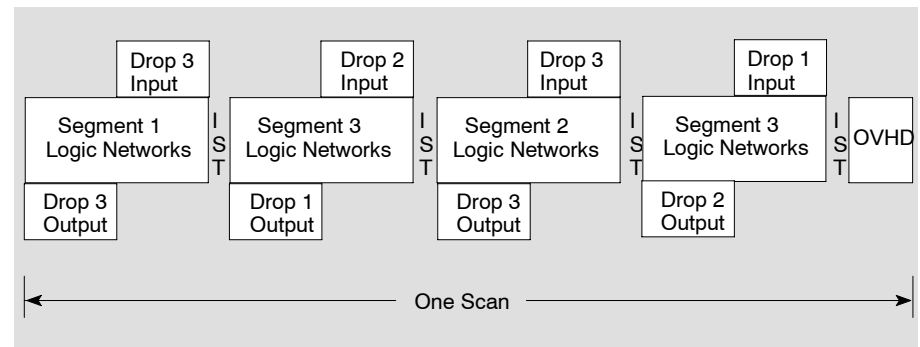 Drop 3
Input
Drop 2
Input
Drop 3
Input
Drop 1
Input
Segment 1
Logic Networks
I
S
T
Segment 3
Logic Networks
I
S
T
Segment 2
Logic Networks
I
S
T
Segment 3
Logic Networks
I
S
T
OVHD
Drop 3
Output
Drop 1
Output
Drop 3
Output
Drop 2
Output
One Scan